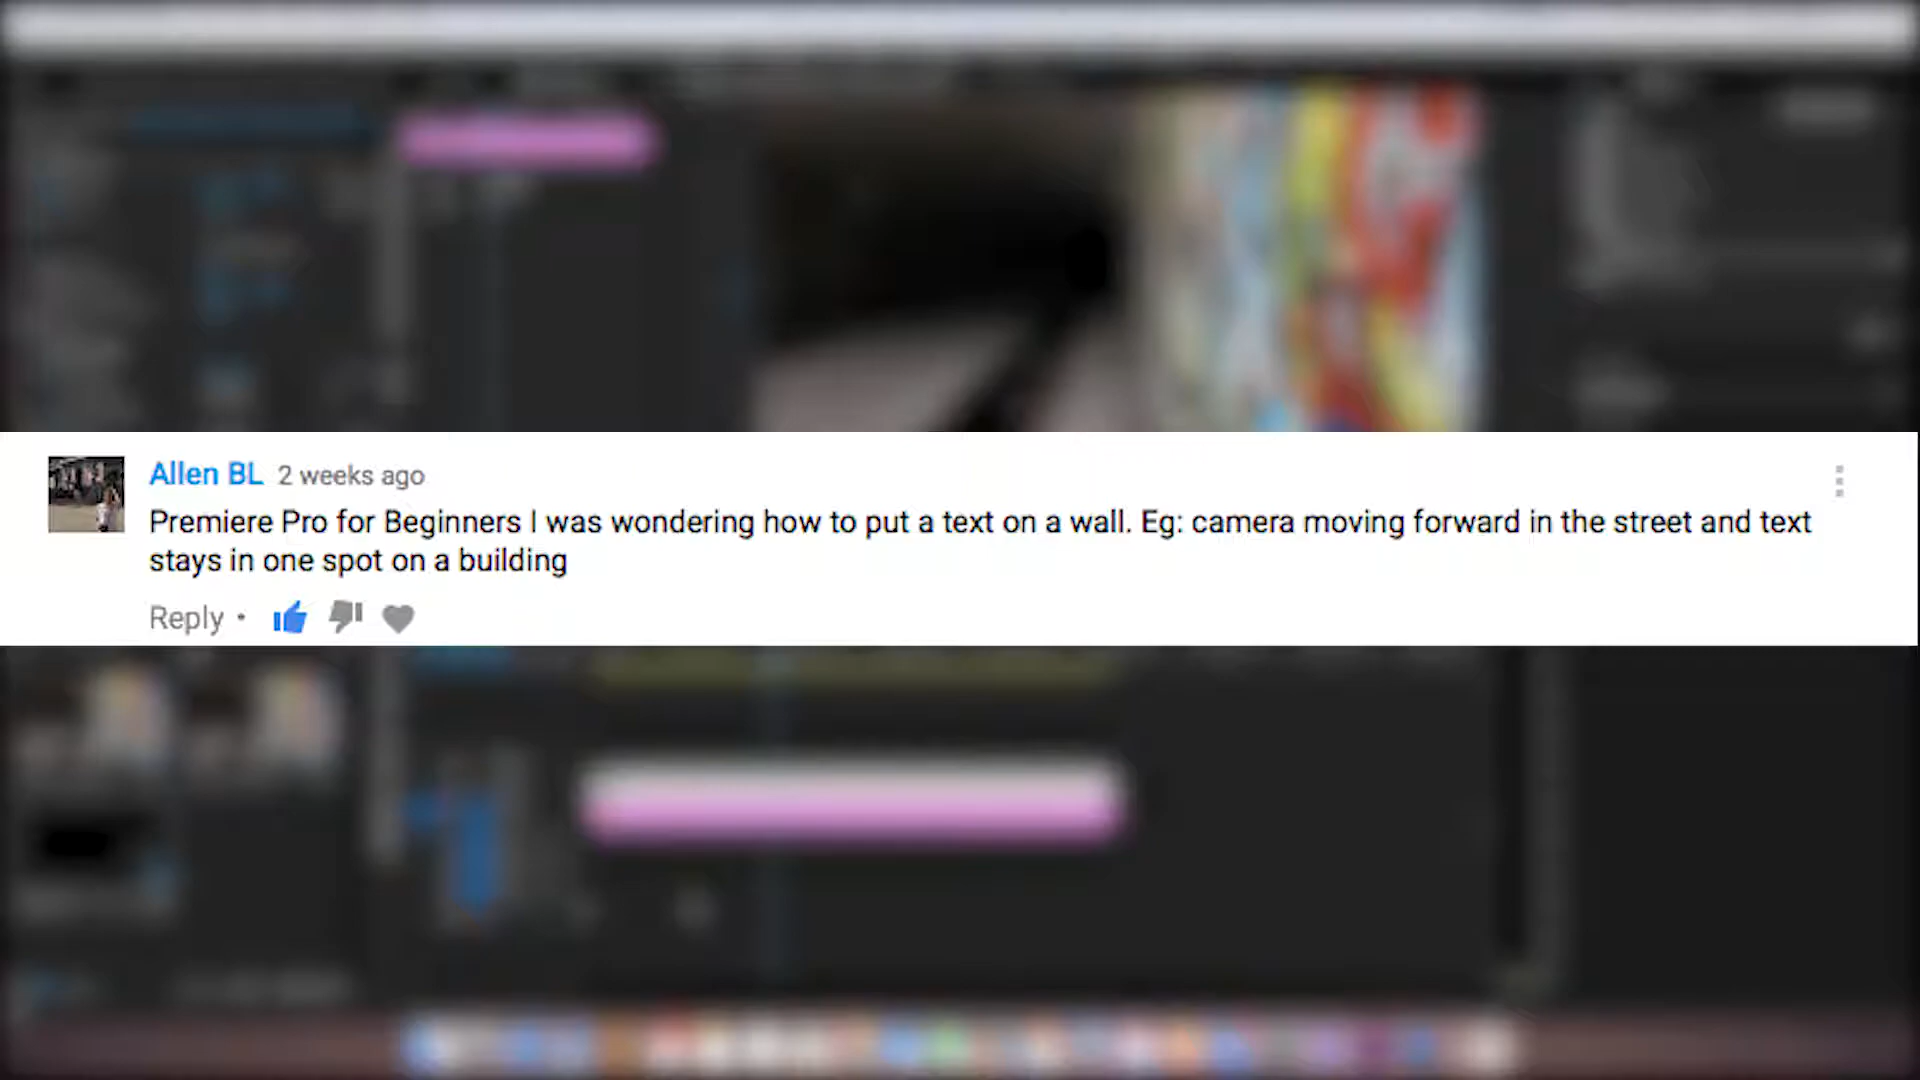 Allen BL 2 weeks ago
Premiere Pro for Beginners I was wondering how to put a text on a wall. Eg: camera moving forward in the street and text
stays in one spot on a building
Reply •